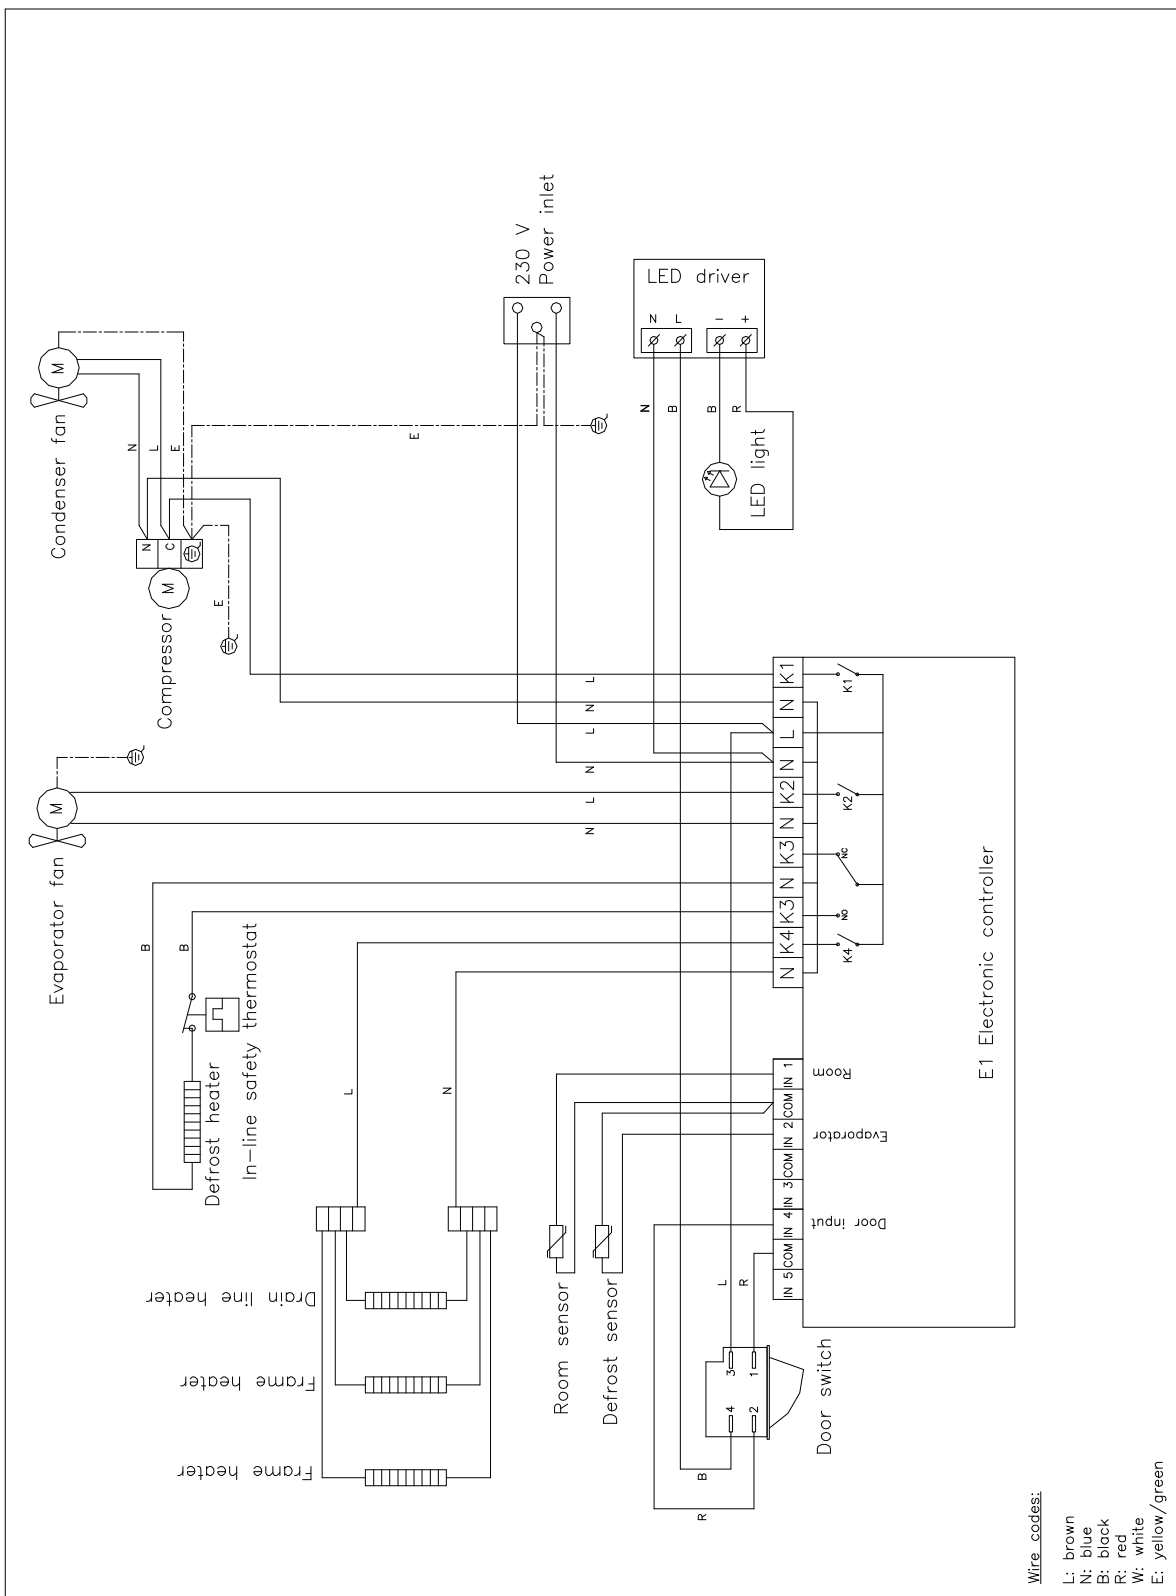 Condenser fan
M
N
L
E
N
C
M
Compressor
E
E
230 V
Power inlet
LED driver
N
L
-
+
N
B
B
R
LED light
Evaporator fan
M
L
N
L
N
L
N
B
B
In-line safety thermostat
Defrost heater
L
N
K1
N
L
N
K2
N
K3
N
K3
K4
N
K1
K2
NC
NO
K4
E1 Electronic controller
IN 1
COM
IN 2
COM
IN 3
IN 4
COM
IN 5
Room
Evaporator
Door input
Drain line heater
Frame heater
Frame heater
Room sensor
Defrost sensor
L
R
3
1
4
2
Door switch
B
R
Wire codes:
L: brown
N: blue
B: black
R: red
W: white
E: yellow/green